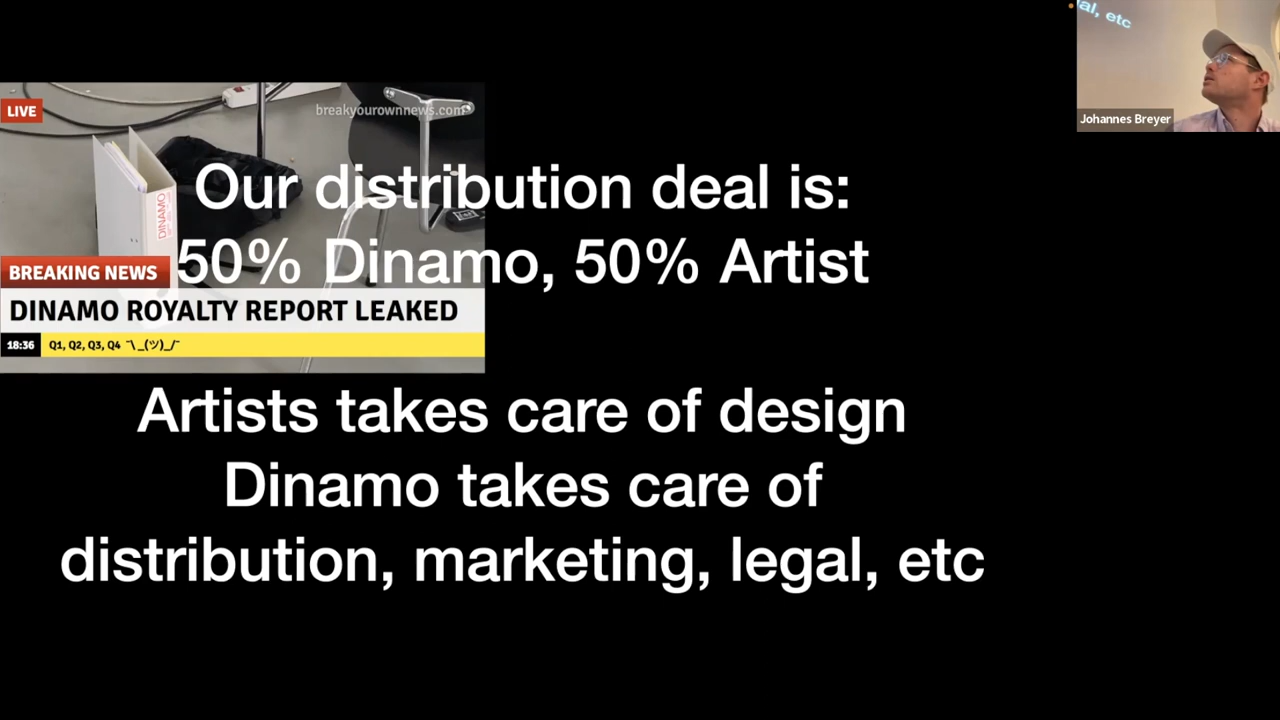 al, etc
Johannes Breyer
LIVE
breakyourownnews.com
Our distribution deal is:
50% Dinamo, 50% Artist
DINAMO
BREAKING NEWS
DINAMO ROYALTY REPORT LEAKED
18:36
Q1, Q2, Q3, Q4 ¯\_(ツ)_/¯
Artists takes care of design
Dinamo takes care of
distribution, marketing, legal, etc